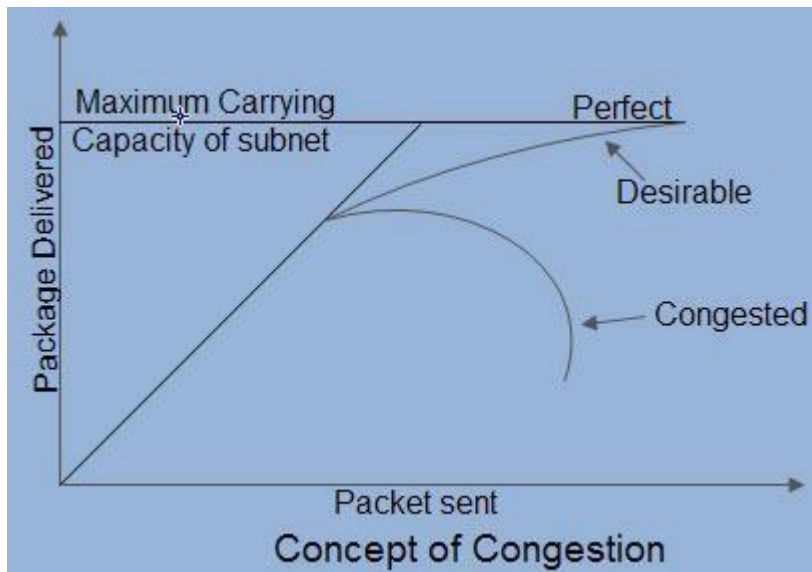 Maximum Carrying
Capacity of subnet
Perfect
Desirable
Congested
Package Delivered
Packet sent
Concept of Congestion